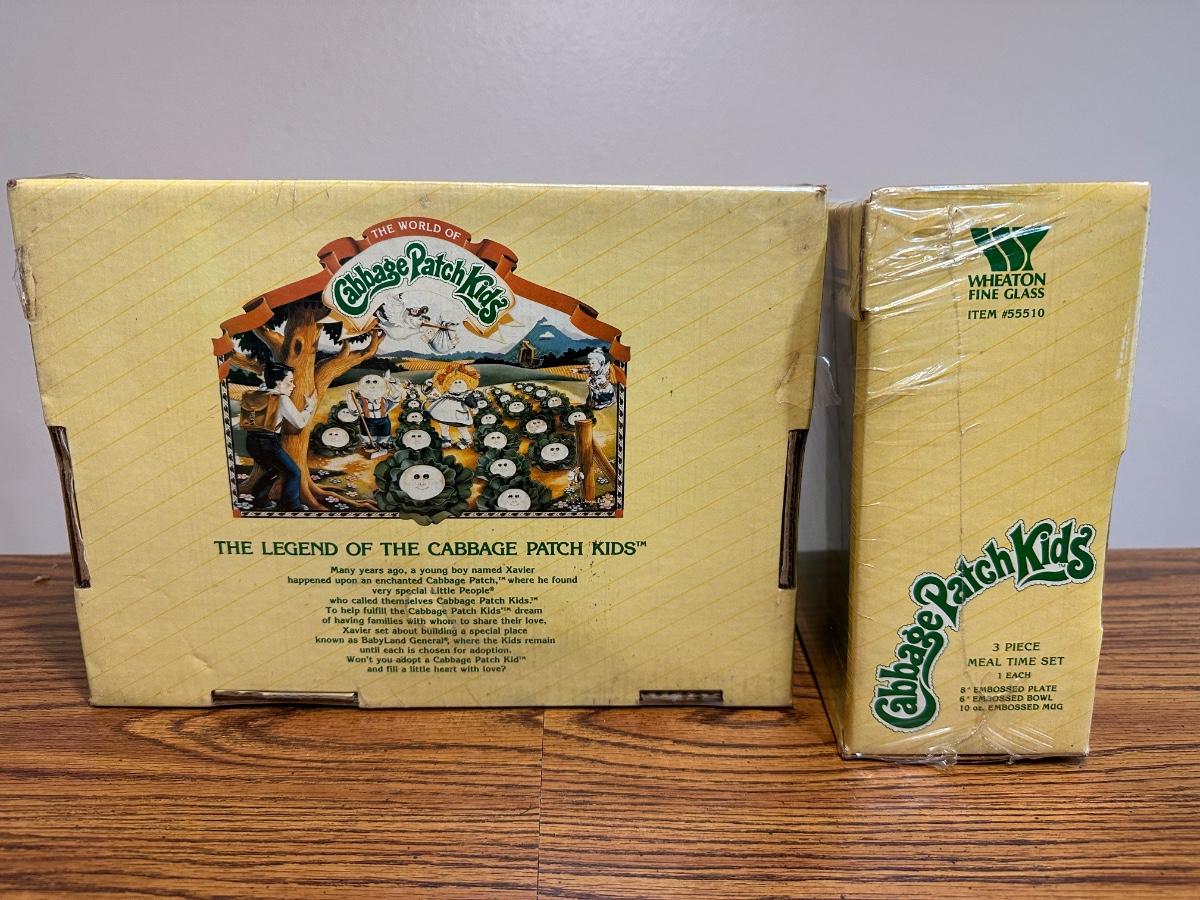 THE WORLD OF
Cabbage Patch Kids
THE LEGEND OF THE CABBAGE PATCH KIDS™
Many years ago, a young boy named Xavier
happened upon an enchanted Cabbage Patch,™ where he found
very special Little People®
who called themselves Cabbage Patch Kids.™
To help fulfill the Cabbage Patch Kids'™ dream
of having families with whom to share their love,
Xavier set about building a special place
known as BabyLand General®, where the Kids remain
until each is chosen for adoption.
Won't you adopt a Cabbage Patch Kid™
and fill a little heart with love?
WHEATON
FINE GLASS
ITEM #55510
Cabbage Patch Kids
3 PIECE
MEAL TIME SET
1 EACH
8" EMBOSSED PLATE
6" EMBOSSED BOWL
10 oz. EMBOSSED MUG